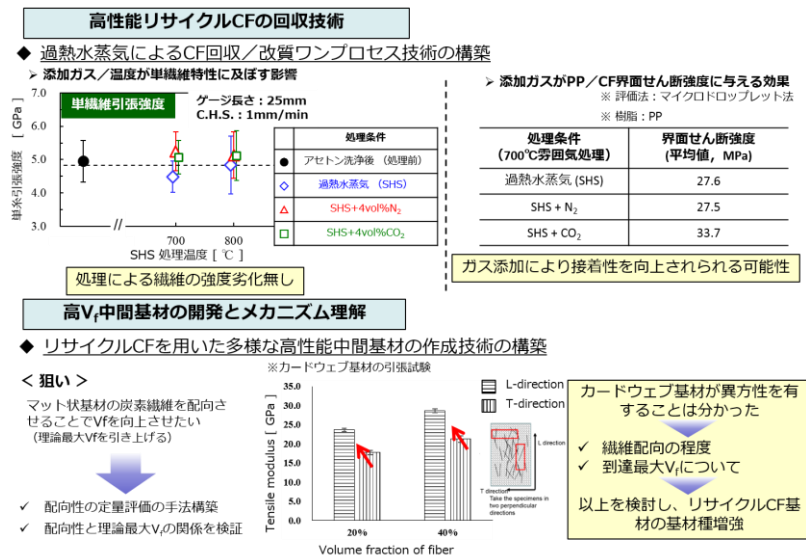 高性能リサイクルCFの回収技術
◆ 過熱水蒸気によるCF回収／改質ワンプロセス技術の構築
➢ 添加ガス／温度が単繊維特性に及ぼす影響
単繊維引張強度
ゲージ長さ：25mm
C.H.S.：1mm/min
単糸引張強度 [ GPa ]
7.0
6.0
5.0
4.0
3.0
//
700
800
SHS 処理温度 [ ℃ ]
処理条件
アセトン洗浄後 （処理前）
過熱水蒸気 （SHS）
SHS+4vol%N₂
SHS+4vol%CO₂
処理による繊維の強度劣化無し
➢ 添加ガスがPP／CF界面せん断強度に与える効果
※ 評価法：マイクロドロップレット法
※ 樹脂：PP
処理条件 界面せん断強度
（700℃雰囲気処理） (平均値，MPa)
過熱水蒸気 (SHS) 27.6
SHS + N₂ 27.5
SHS + CO₂ 33.7
ガス添加により接着性を向上されられる可能性
高Vf中間基材の開発とメカニズム理解
◆ リサイクルCFを用いた多様な高性能中間基材の作成技術の構築
＜ 狙い ＞
マット状基材の炭素繊維を配向さ
せることでVfを向上させたい
（理論最大Vfを引き上げる）
✓ 配向性の定量評価の手法構築
✓ 配向性と理論最大Vfの関係を検証
※カードウェブ基材の引張試験
Tensile modulus [ GPa ]
35.0
30.0
25.0
20.0
15.0
10.0
5.0
0.0
20%
40%
Volume fraction of fiber
L-direction
T-direction
L direction
T direction
Take the specimens in
two perpendicular
directions
カードウェブ基材が異方性を有
することは分かった
✓ 繊維配向の程度
✓ 到達最大Vfについて
以上を検討し、リサイクルCF基
材の基材種増強